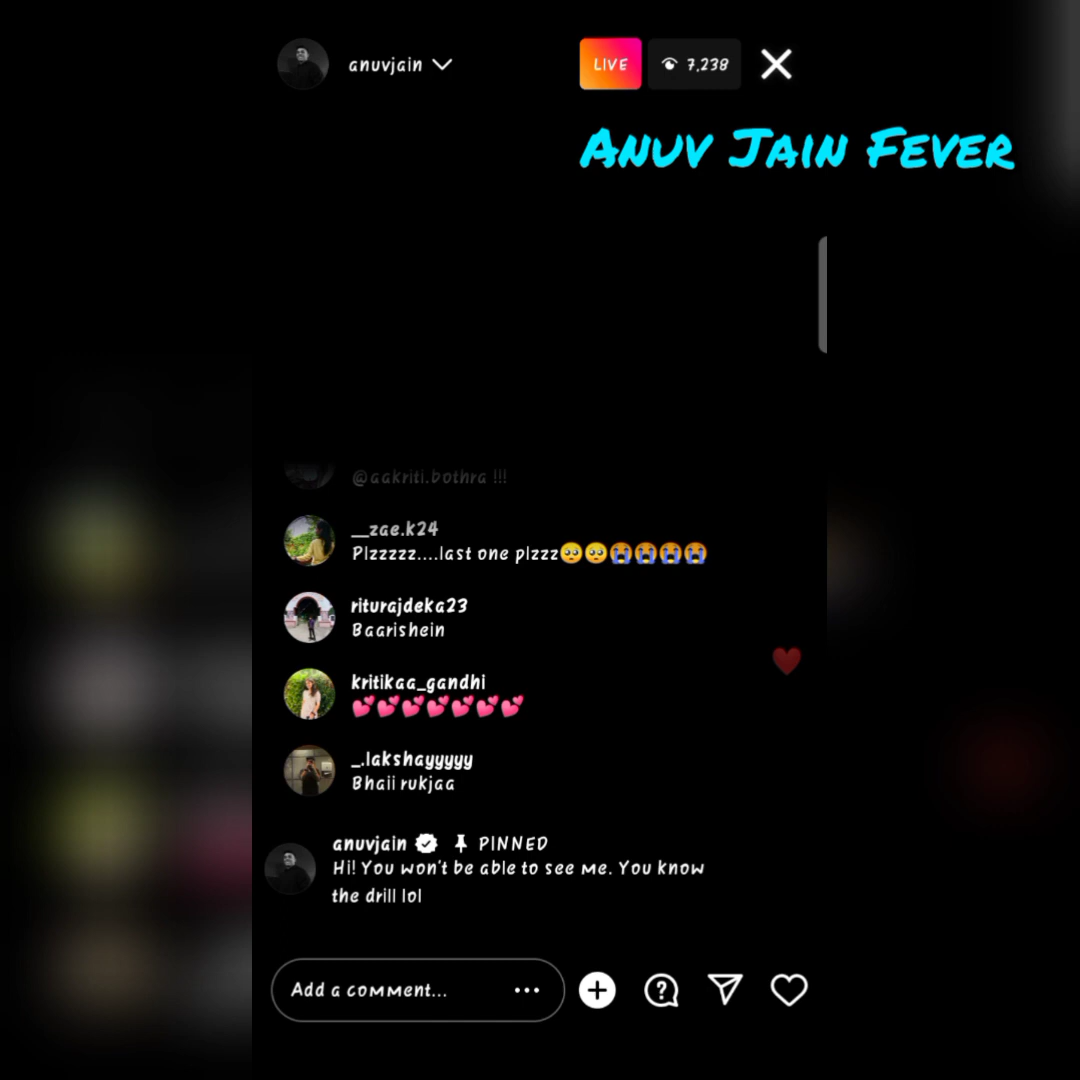 anuvjain
LIVE
7,238
ANUV JAIN FEVER
@aakriti.bothra !!!
__zae.k24
Plzzzzz....last one plzzz🥺🥺😭😭😭😭
riturajdeka23
Baarishein
kritikaa_gandhi
💕💕💕💕💕💕💕
_.lakshayyyyy
Bhaii rukjaa
anuvjain PINNED
Hi! You won't be able to see me. You know
the drill lol
Add a comment...